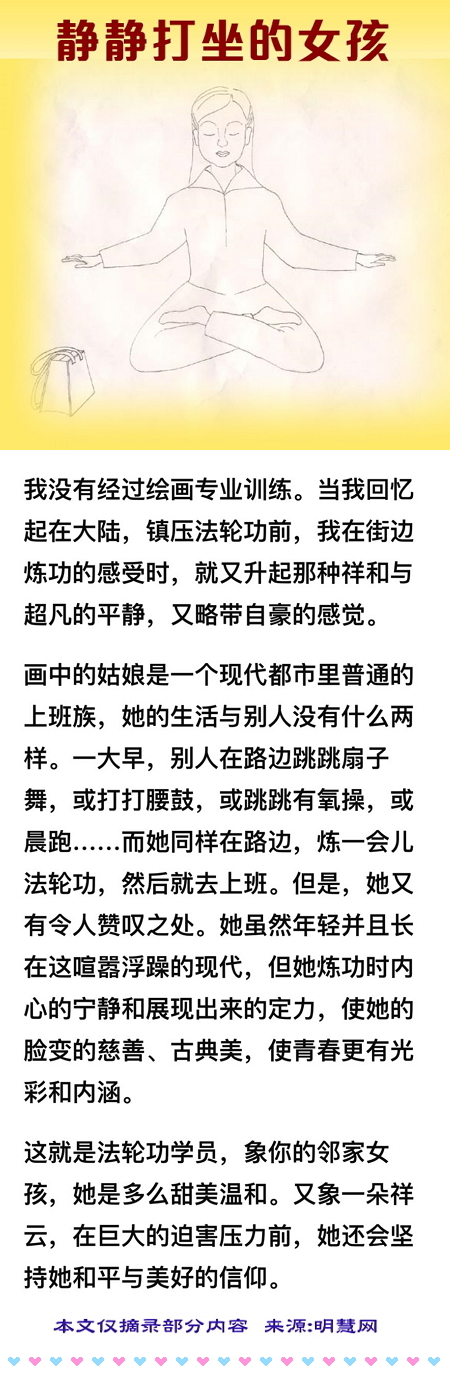 静静打坐的女孩
我没有经过绘画专业训练。当我回忆
起在大陆，镇压法轮功前，我在街边
炼功的感受时，就又升起那种祥和与
超凡的平静，又略带自豪的感觉。
画中的姑娘是一个现代都市里普通的
上班族，她的生活与别人没有什么两
样。一大早，别人在路边跳跳扇子
舞，或打打腰鼓，或跳跳有氧操，或
晨跑……而她同样在路边，炼一会儿
法轮功，然后就去上班。但是，她又
有令人赞叹之处。她虽然年轻并且长
在这喧嚣浮躁的现代，但她炼功时内
心的宁静和展现出来的定力，使她的
脸变的慈善、古典美，使青春更有光
彩和内涵。
这就是法轮功学员，象你的邻家女
孩，她是多么甜美温和。又象一朵祥
云，在巨大的迫害压力前，她还会坚
持她和平与美好的信仰。
本文仅摘录部分内容 来源:明慧网